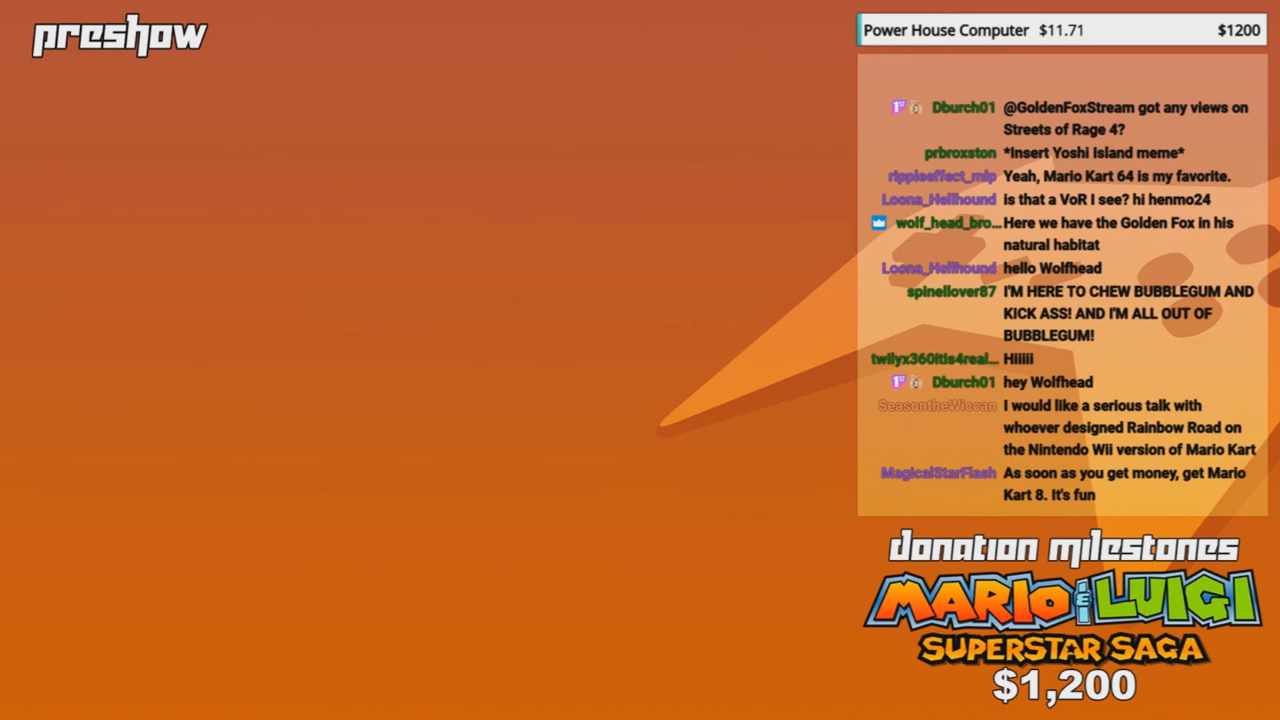 preshow
Power House Computer $11.71 $1200
Dburch01 @GoldenFoxStream got any views on
Streets of Rage 4?
prbroxston *Insert Yoshi Island meme*
rippleeffect_mlp Yeah, Mario Kart 64 is my favorite.
Loona_Hellhound is that a VoR I see? hi henmo24
wolf_head_bro... Here we have the Golden Fox in his
natural habitat
Loona_Hellhound hello Wolfhead
spinellover87 I'M HERE TO CHEW BUBBLEGUM AND
KICK ASS! AND I'M ALL OUT OF
BUBBLEGUM!
twilyx360itis4real... Hiiiii
Dburch01 hey Wolfhead
SeasontheWiccan I would like a serious talk with
whoever designed Rainbow Road on
the Nintendo Wii version of Mario Kart
MagicalStarFlash As soon as you get money, get Mario
Kart 8. It's fun
donation milestones
MARIO & LUIGI
SUPERSTAR SAGA
$1,200